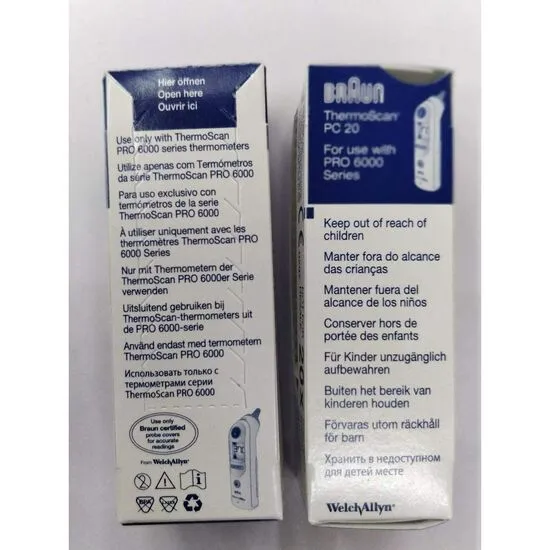 Hier öffnen
Open here
Ouvrir ici
Use only with ThermoScan
PRO 6000 series thermometers
Utilize apenas com Termómetros
da série ThermoScan PRO 6000
Para uso exclusivo con
termómetros de la serie
ThermoScan PRO 6000
À utiliser uniquement avec les
thermomètres ThermoScan PRO
6000 Series
Nur mit Thermometern der
ThermoScan PRO 6000er Serie
verwenden
Uitsluitend gebruiken bij
ThermoScan-thermometers uit
de PRO 6000-serie
Använd endast med termometern
ThermoScan PRO 6000
Использовать только с
термометрами серии
ThermoScan PRO 6000
Use only
Braun certified
probe covers
for accurate
readings
From WelchAllyn®
BPA
LATEX
BRAUN
ThermoScan®
PC 20
For use with
PRO 6000
Series
Keep out of reach of
children
Manter fora do alcance
das crianças
Mantener fuera del
alcance de los niños
Conserver hors de
portée des enfants
Für Kinder unzugänglich
aufbewahren
Buiten het bereik van
kinderen houden
Förvaras utom räckhåll
för barn
Хранить в недоступном
для детей месте
WelchAllyn®
20X